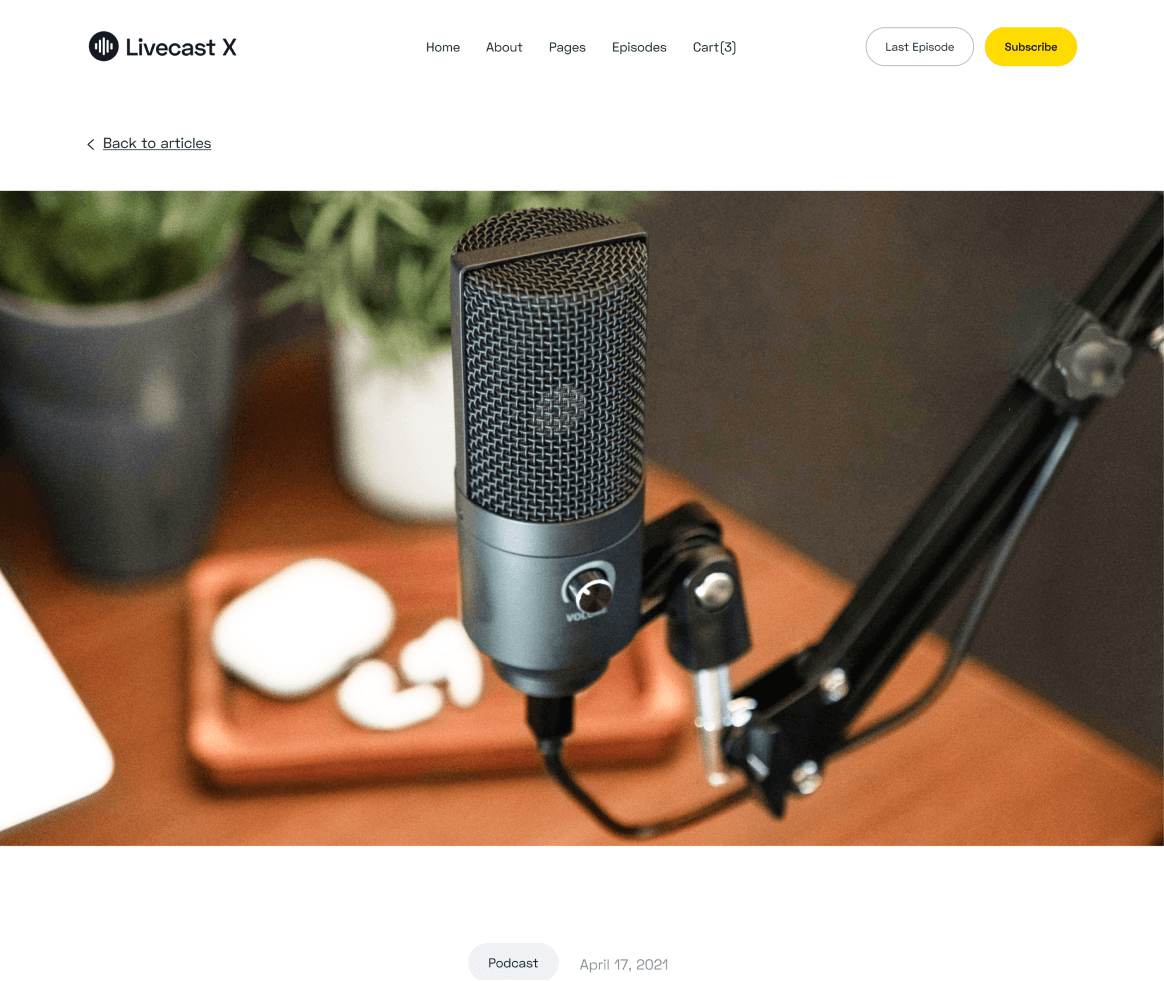 Livecast X
Home About Pages Episodes Cart(3)
Last Episode Subscribe
Back to articles
VOLUME
Podcast April 17, 2021